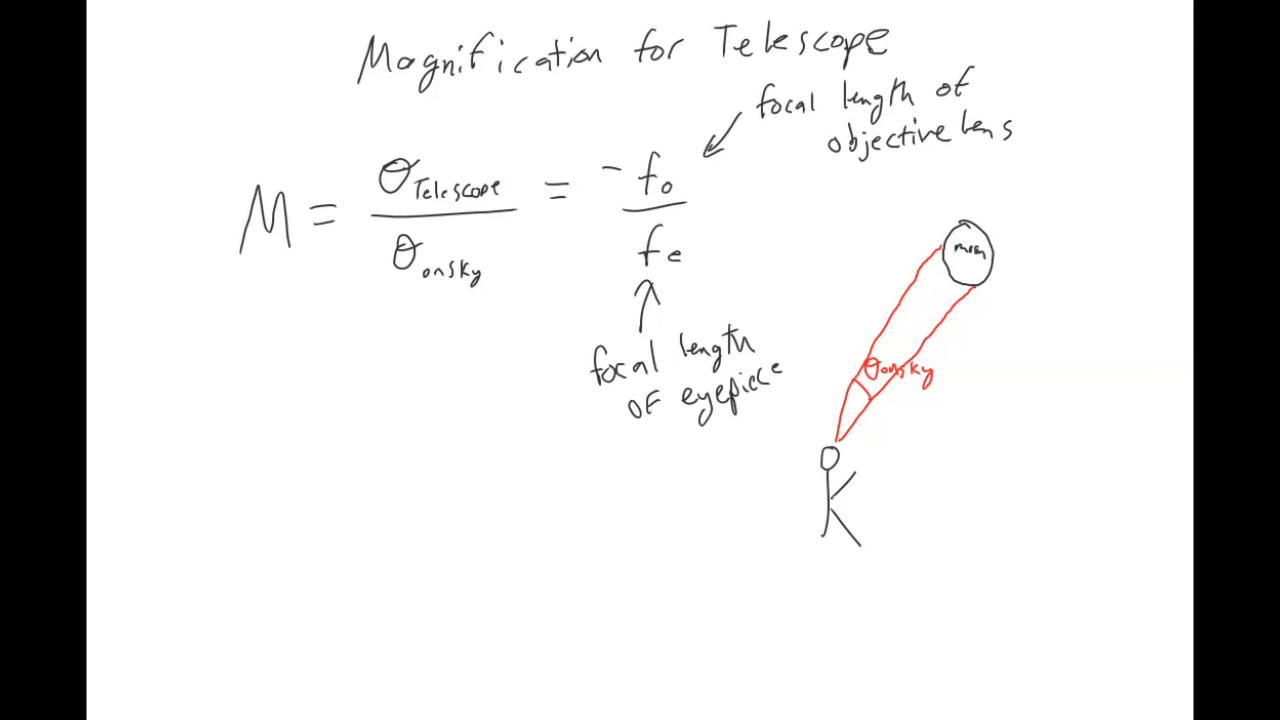 Magnification for Telescope
focal length of
objective lens
M = θTelescope / θonsky = -fo / fe
focal length
of eyepiece
moon
θonsky